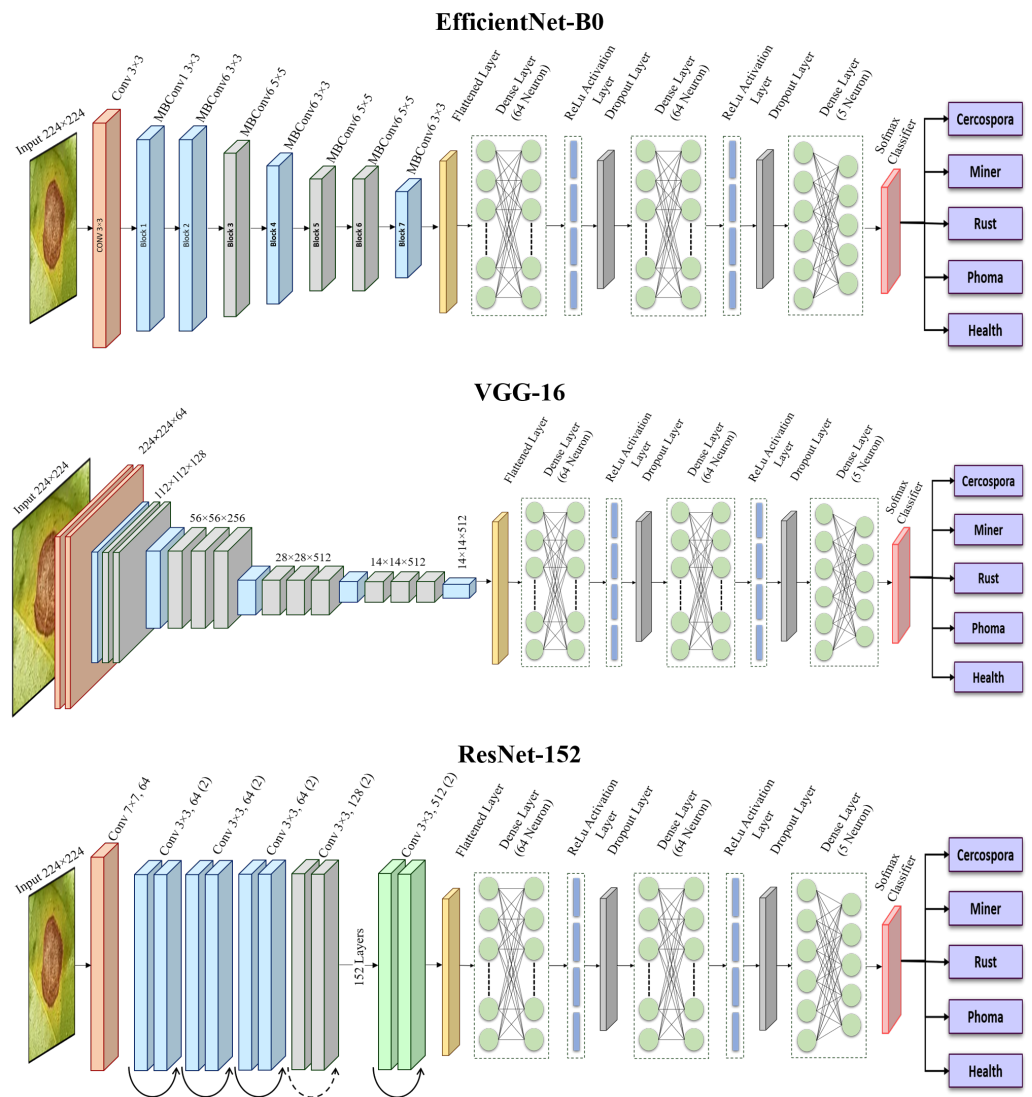 EfficientNet-B0
Input 224×224
Conv 3×3
MBConv1 3×3
MBConv6 3×3
MBConv6 5×5
MBConv6 3×3
MBConv6 5×5
MBConv6 5×5
MBConv6 3×3
Flattened Layer
Dense Layer
(64 Neuron)
ReLu Activation
Layer
Dropout Layer
Dense Layer
(64 Neuron)
ReLu Activation
Layer
Dropout Layer
Dense Layer
(5 Neuron)
Sofmax
Classifier
CONV 3×3
Block 1
Block 2
Block 3
Block 4
Block 5
Block 6
Block 7
Cercospora
Miner
Rust
Phoma
Health
VGG-16
Input 224×224
224×224×64
112×112×128
56×56×256
28×28×512
14×14×512
14×14×512
Flattened Layer
Dense Layer
(64 Neuron)
ReLu Activation
Layer
Dropout Layer
Dense Layer
(64 Neuron)
ReLu Activation
Layer
Dropout Layer
Dense Layer
(5 Neuron)
Sofmax
Classifier
Cercospora
Miner
Rust
Phoma
Health
ResNet-152
Input 224×224
Conv 7×7, 64
Conv 3×3, 64 (2)
Conv 3×3, 64 (2)
Conv 3×3, 64 (2)
Conv 3×3, 128 (2)
152 Layers
Conv 3×3, 512 (2)
Flattened Layer
Dense Layer
(64 Neuron)
ReLu Activation
Layer
Dropout Layer
Dense Layer
(64 Neuron)
ReLu Activation
Layer
Dropout Layer
Dense Layer
(5 Neuron)
Sofmax
Classifier
Cercospora
Miner
Rust
Phoma
Health